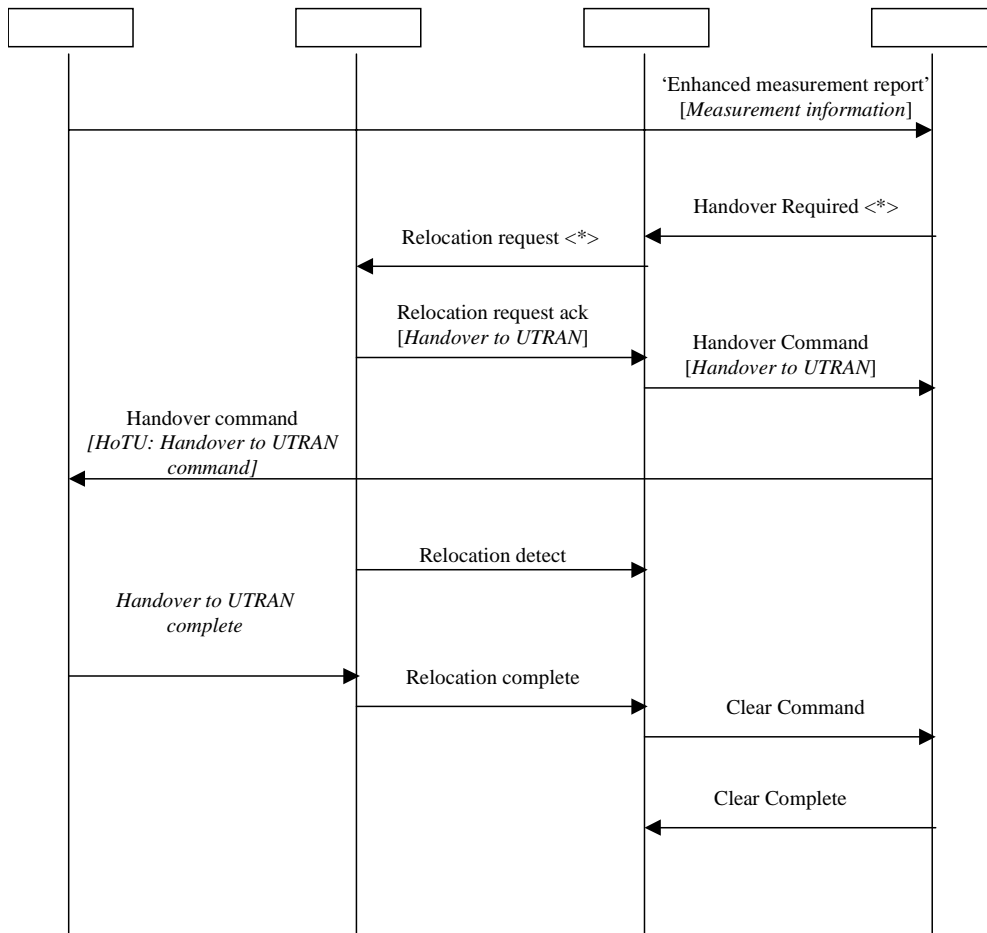 ‘Enhanced measurement report’
[Measurement information]
Handover Required <*>
Relocation request <*>
Relocation request ack
[Handover to UTRAN]
Handover Command
[Handover to UTRAN]
Handover command
[HoTU: Handover to UTRAN
command]
Relocation detect
Handover to UTRAN
complete
Relocation complete
Clear Command
Clear Complete